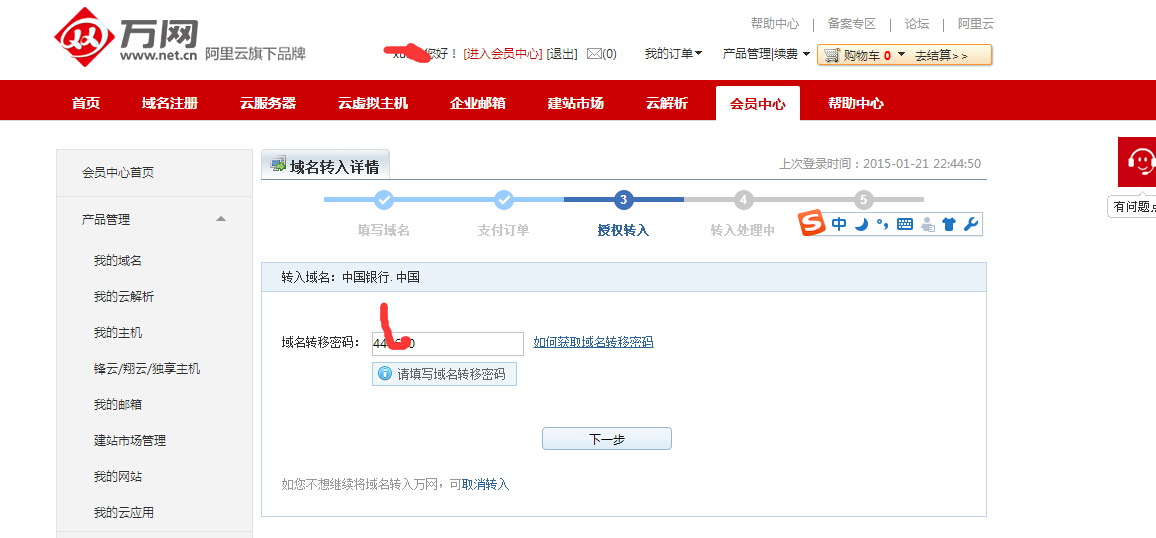 万网
www.net.cn 阿里云旗下品牌
帮助中心 | 备案专区 | 论坛 | 阿里云
您好！ [进入会员中心] [退出] (0) 我的订单 产品管理|续费 购物车 0 去结算>>
首页 域名注册 云服务器 云虚拟主机 企业邮箱 建站市场 云解析 会员中心 帮助中心
会员中心首页
产品管理
我的域名
我的云解析
我的主机
锋云/翔云/独享主机
我的邮箱
建站市场管理
我的网站
我的云应用
域名转入详情
上次登录时间：2015-01-21 22:44:50
3 4 5
填写域名 支付订单 授权转入 转入处理中
S 中
有问题
转入域名：中国银行.中国
域名转移密码： 如何获取域名转移密码
请填写域名转移密码
下一步
如您不想继续将域名转入万网，可取消转入